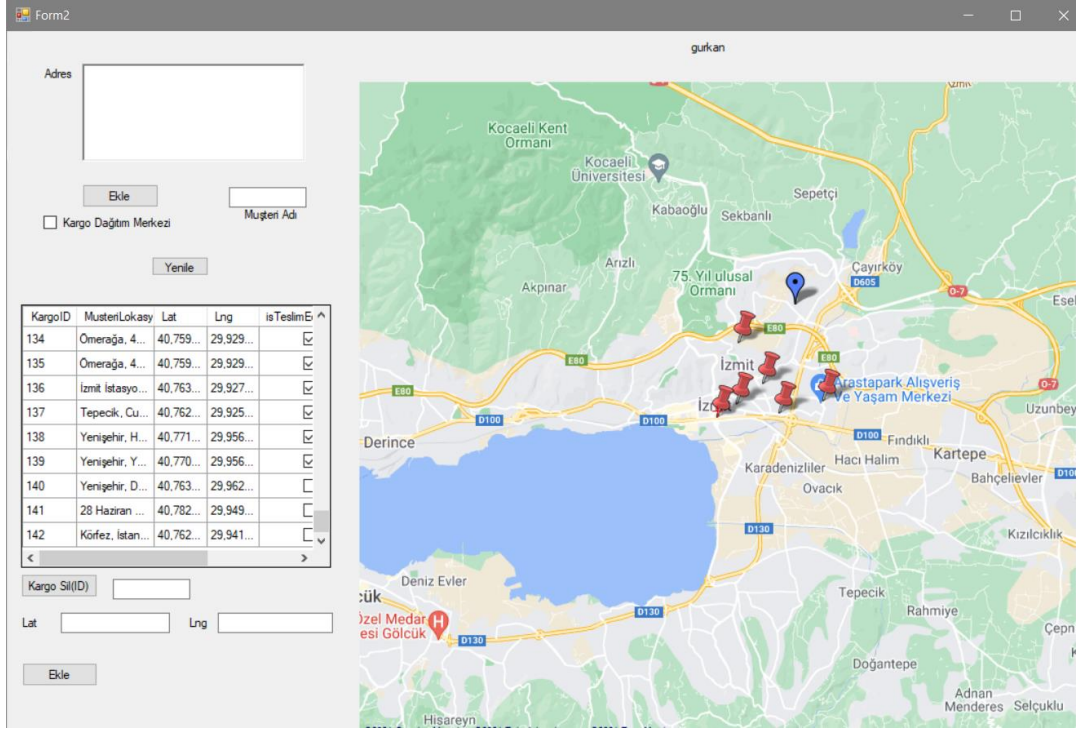 Form2
gurkan
Adres
Ekle
Müşteri Adı
Kargo Dağıtım Merkezi
Yenile
KargoID MusteriLokasy Lat Lng isTeslimE
134 Ömerağa, 4... 40,759... 29,929...
135 Ömerağa, 4... 40,759... 29,929...
136 İzmit İstasyo... 40,763... 29,927...
137 Tepecik, Cu... 40,762... 29,925...
138 Yenişehir, H... 40,771... 29,956...
139 Yenişehir, Y... 40,770... 29,956...
140 Yenişehir, D... 40,763... 29,962...
141 28 Haziran ... 40,782... 29,949...
142 Körfez, İstan... 40,762... 29,941...
Kargo Sil(ID)
Lat
Lng
Ekle
Kocaeli Kent
Ormanı
Kocaeli
Üniversitesi
Sepetçi
Kabaoğlu
Sekbanlı
Arızlı
75. Yıl ulusal
Ormanı
Çayırköy
D605
Akpınar
O-7
Esel
E80
İzmit
E80
E80
E80
Arastapark Alışveriş
Ve Yaşam Merkezi
O-7
Uzunbey
D100
D100
D100
Fındıklı
Derince
Kartepe
Karadenizliler
Hacı Halim
Bahçelievler
D10
Ovacık
D130
Kızılcıklık
Deniz Evler
cük
Tepecik
D130
Rahmiye
Özel Medar
esi Gölcük
H
D130
Çepn
Doğantepe
Adnan
Menderes
Selçuklu
Hisareyn